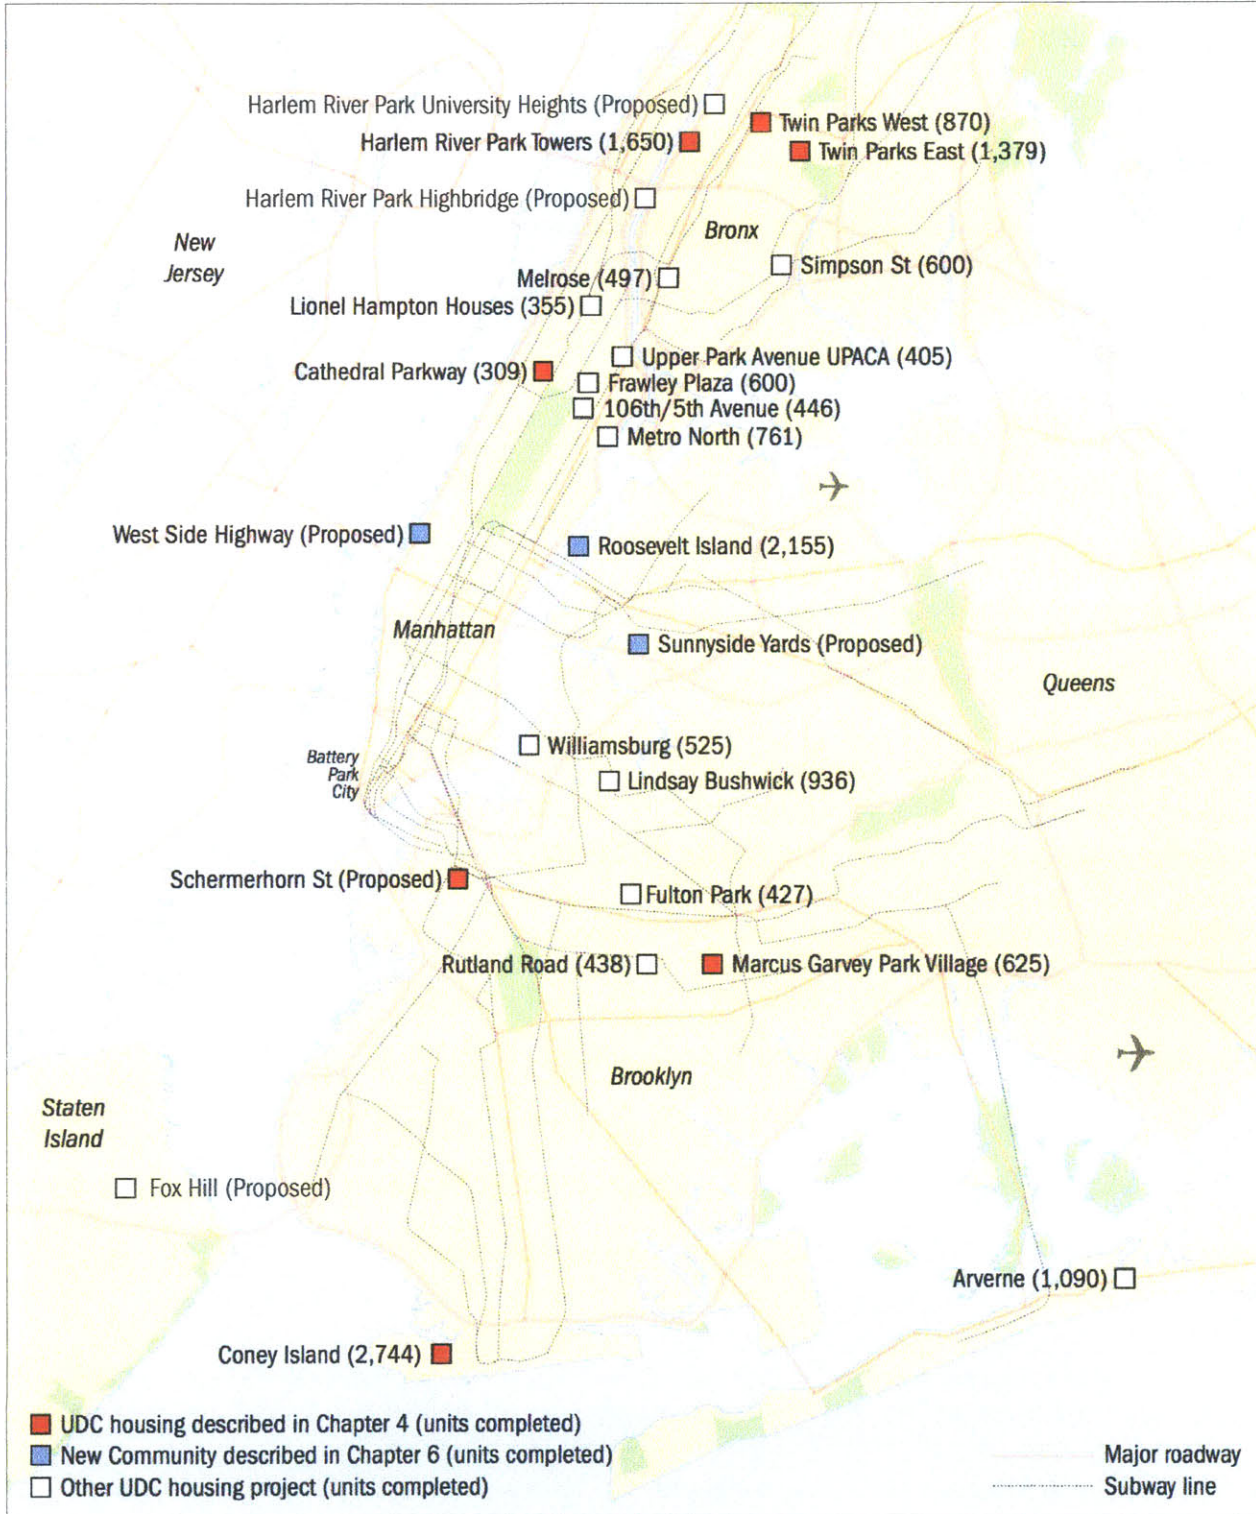 Harlem River Park University Heights (Proposed)
Twin Parks West (870)
Harlem River Park Towers (1,650)
Twin Parks East (1,379)
Harlem River Park Highbridge (Proposed)
Bronx
New
Jersey
Simpson St (600)
Melrose (497)
Lionel Hampton Houses (355)
Upper Park Avenue UPACA (405)
Cathedral Parkway (309)
Frawley Plaza (600)
106th/5th Avenue (446)
Metro North (761)
West Side Highway (Proposed)
Roosevelt Island (2,155)
Manhattan
Sunnyside Yards (Proposed)
Queens
Williamsburg (525)
Battery
Park
City
Lindsay Bushwick (936)
Schermerhorn St (Proposed)
Fulton Park (427)
Rutland Road (438)
Marcus Garvey Park Village (625)
Brooklyn
Staten
Island
Fox Hill (Proposed)
Arverne (1,090)
Coney Island (2,744)
UDC housing described in Chapter 4 (units completed)
New Community described in Chapter 6 (units completed)
Other UDC housing project (units completed)
Major roadway
Subway line